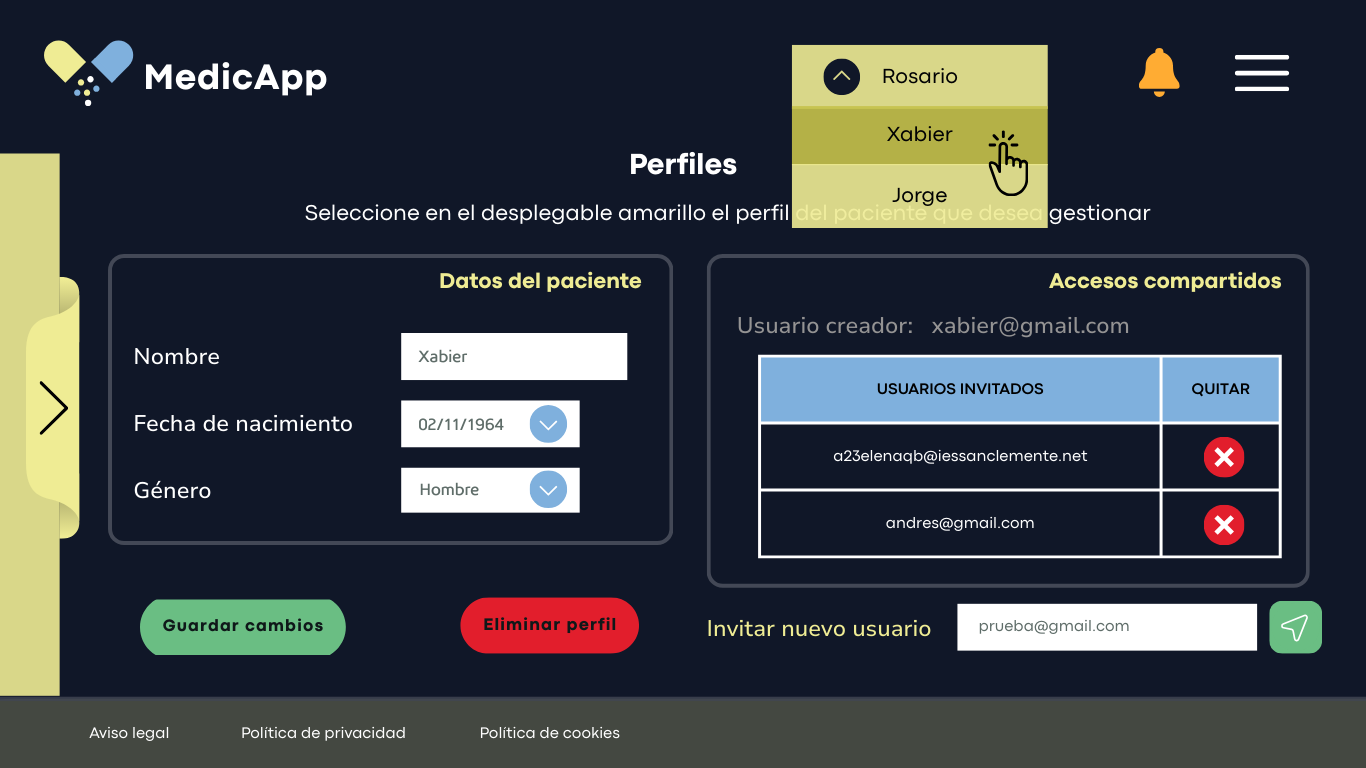 MedicApp
Rosario
Xabier
Jorge
Perfiles
Seleccione en el desplegable amarillo el perfil del paciente que desea gestionar
Datos del paciente
Nombre
Xabier
Fecha de nacimiento
02/11/1964
Género
Hombre
Guardar cambios
Eliminar perfil
Accesos compartidos
Usuario creador: xabier@gmail.com
USUARIOS INVITADOS QUITAR
a23elenaqb@iessanclemente.net
andres@gmail.com
Invitar nuevo usuario prueba@gmail.com
Aviso legal Política de privacidad Política de cookies